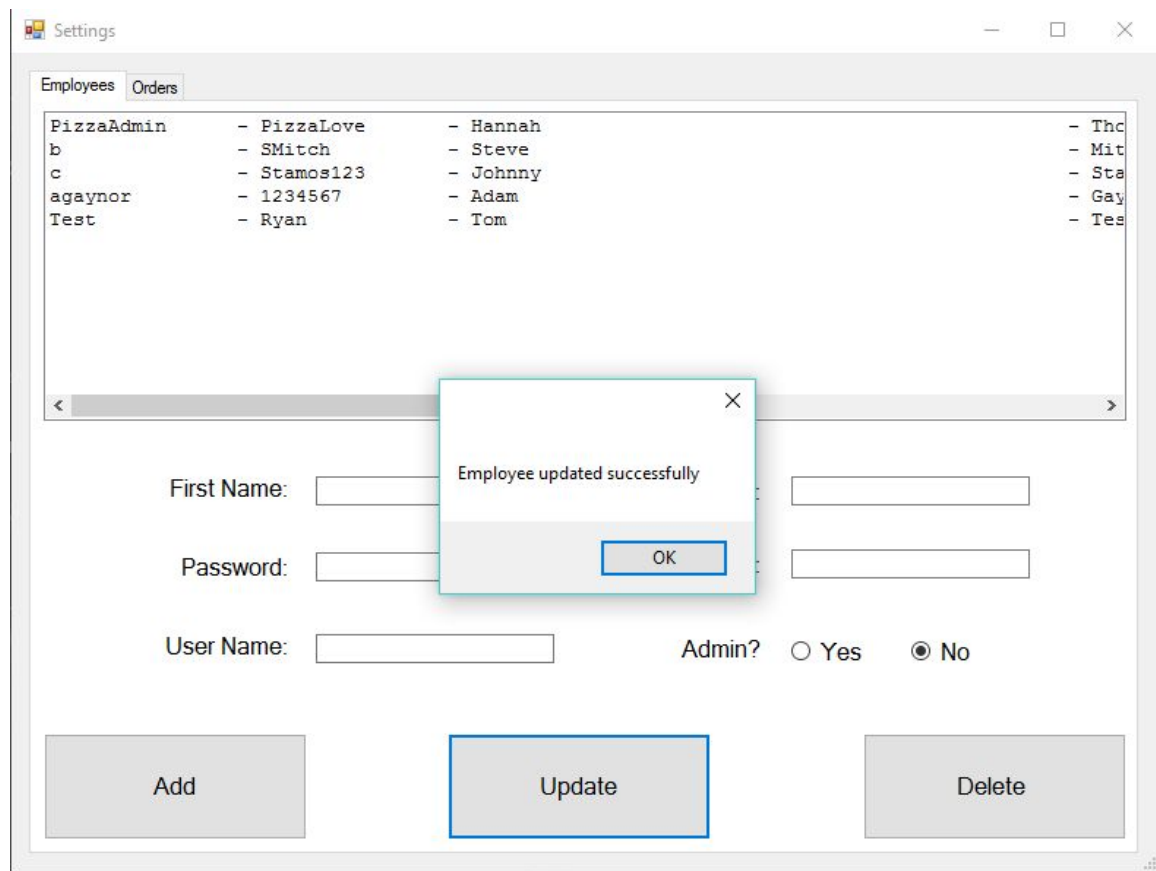 Settings
Employees Orders
PizzaAdmin - PizzaLove - Hannah - Tho
b - SMitch - Steve - Mit
c - Stamos123 - Johnny - Sta
agaynor - 1234567 - Adam - Gay
Test - Ryan - Tom - Tes
Employee updated successfully
OK
First Name: :
Password: :
User Name: Admin? Yes No
Add Update Delete